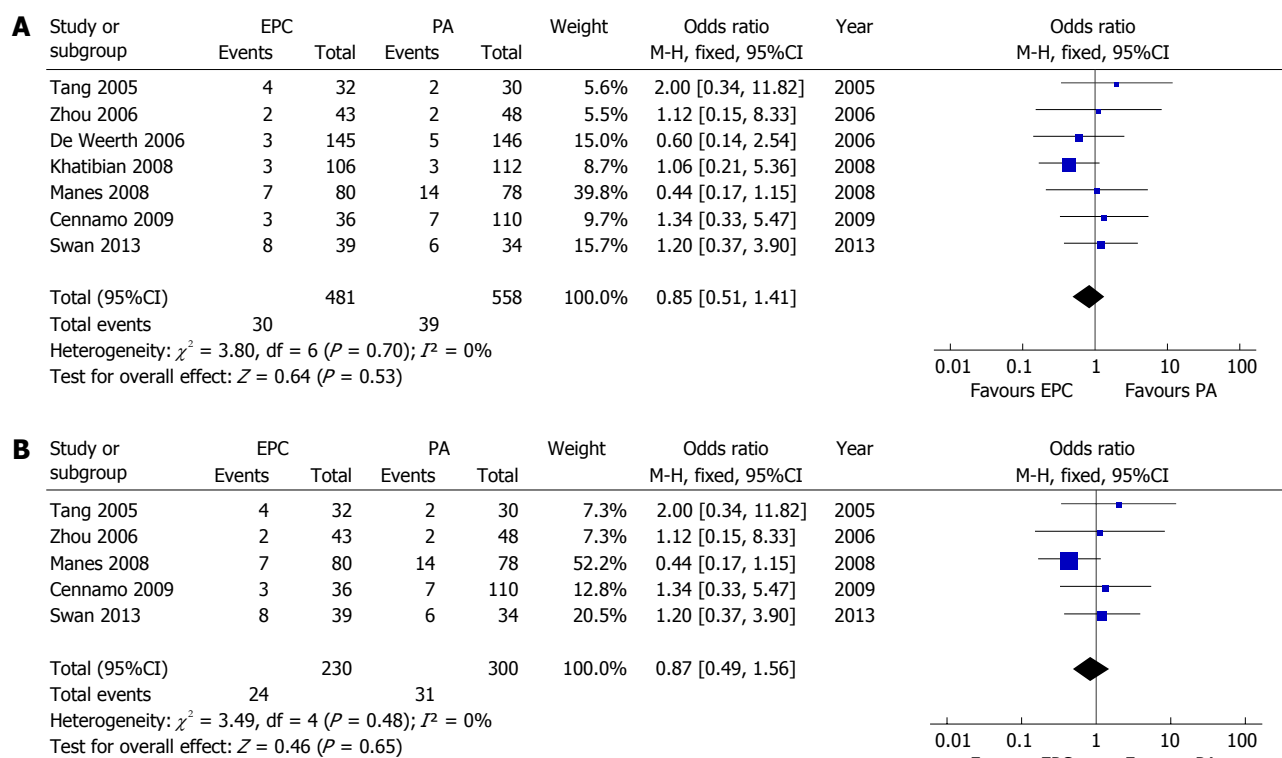 A Study or EPC PA Weight Odds ratio Year Odds ratio
subgroup Events Total Events Total M-H, fixed, 95%CI M-H, fixed, 95%CI
Tang 2005 4 32 2 30 5.6% 2.00 [0.34, 11.82] 2005
Zhou 2006 2 43 2 48 5.5% 1.12 [0.15, 8.33] 2006
De Weerth 2006 3 145 5 146 15.0% 0.60 [0.14, 2.54] 2006
Khatibian 2008 3 106 3 112 8.7% 1.06 [0.21, 5.36] 2008
Manes 2008 7 80 14 78 39.8% 0.44 [0.17, 1.15] 2008
Cennamo 2009 3 36 7 110 9.7% 1.34 [0.33, 5.47] 2009
Swan 2013 8 39 6 34 15.7% 1.20 [0.37, 3.90] 2013
Total (95%CI) 481 558 100.0% 0.85 [0.51, 1.41]
Total events 30 39
Heterogeneity: χ² = 3.80, df = 6 (P = 0.70); I² = 0%
Test for overall effect: Z = 0.64 (P = 0.53)
0.01 0.1 1 10 100
Favours EPC Favours PA
B Study or EPC PA Weight Odds ratio Year Odds ratio
subgroup Events Total Events Total M-H, fixed, 95%CI M-H, fixed, 95%CI
Tang 2005 4 32 2 30 7.3% 2.00 [0.34, 11.82] 2005
Zhou 2006 2 43 2 48 7.3% 1.12 [0.15, 8.33] 2006
Manes 2008 7 80 14 78 52.2% 0.44 [0.17, 1.15] 2008
Cennamo 2009 3 36 7 110 12.8% 1.34 [0.33, 5.47] 2009
Swan 2013 8 39 6 34 20.5% 1.20 [0.37, 3.90] 2013
Total (95%CI) 230 300 100.0% 0.87 [0.49, 1.56]
Total events 24 31
Heterogeneity: χ² = 3.49, df = 4 (P = 0.48); I² = 0%
Test for overall effect: Z = 0.46 (P = 0.65)
0.01 0.1 1 10 100